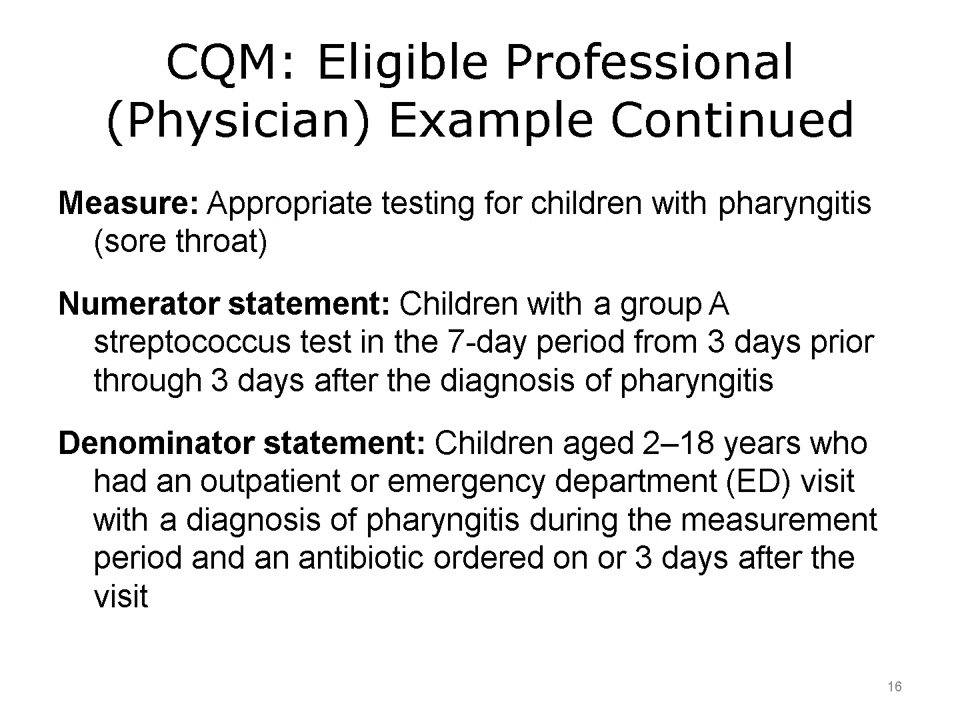 CQM: Eligible Professional
(Physician) Example Continued
Measure: Appropriate testing for children with pharyngitis
(sore throat)
Numerator statement: Children with a group A
streptococcus test in the 7-day period from 3 days prior
through 3 days after the diagnosis of pharyngitis
Denominator statement: Children aged 2–18 years who
had an outpatient or emergency department (ED) visit
with a diagnosis of pharyngitis during the measurement
period and an antibiotic ordered on or 3 days after the
visit
16